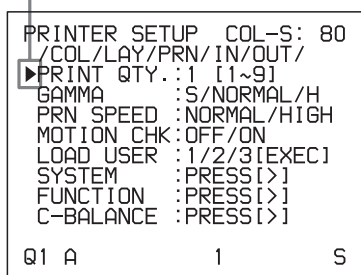 PRINTER SETUP COL-S: 80
/COL/LAY/PRN/IN/OUT/
▶PRINT QTY.:1 [1~9]
GAMMA :S/NORMAL/H
PRN SPEED :NORMAL/HIGH
MOTION CHK:OFF/ON
LOAD USER :1/2/3[EXEC]
SYSTEM :PRESS[>]
FUNCTION :PRESS[>]
C-BALANCE :PRESS[>]
Q1 A 1 S